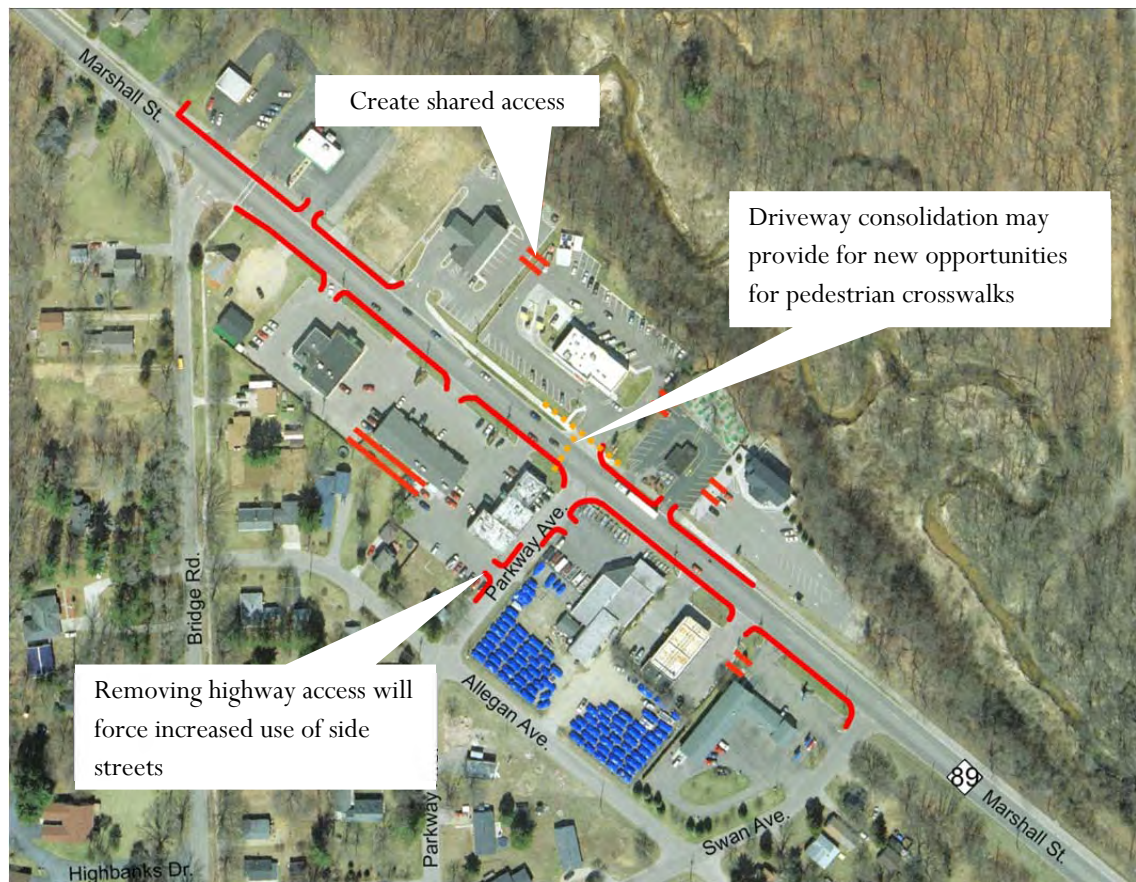 Marshall St.
Create shared access
Driveway consolidation may
provide for new opportunities
for pedestrian crosswalks
Parkway Ave.
Bridge Rd.
Removing highway access will
force increased use of side
streets
Allegan Ave.
Parkway
89
Marshall St.
Swan Ave.
Highbanks Dr.